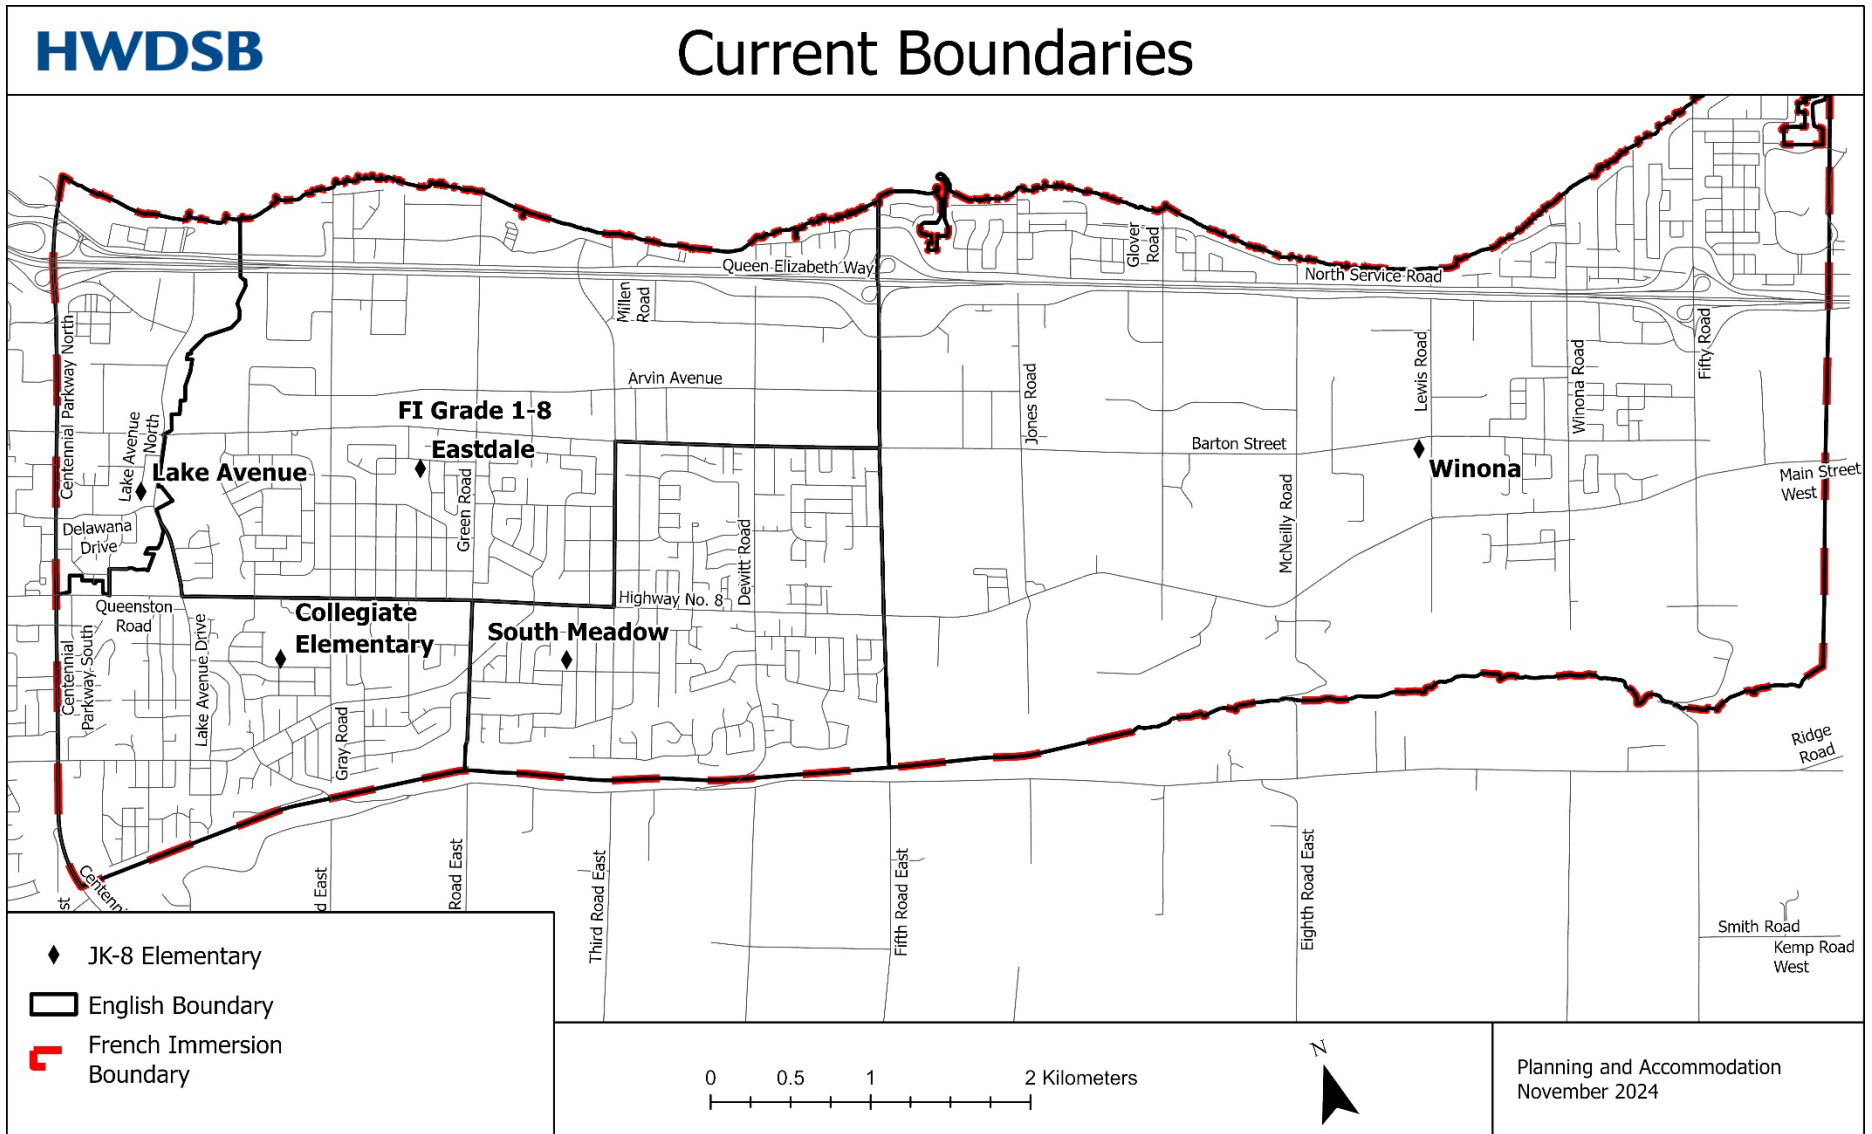 HWDSB
Current Boundaries
Queen Elizabeth Way
Glover
Road
North Service Road
Millen
Road
Centennial Parkway North
Arvin Avenue
Jones Road
Lewis Road
Winona Road
Fifty Road
FI Grade 1-8
Eastdale
Lake Avenue
North
Lake Avenue
Green Road
Barton Street
Winona
Main Street
West
Delawana
Drive
Dewitt Road
McNeilly Road
Queenston
Road
Highway No. 8
Collegiate
Elementary
South Meadow
Centennial
Parkway South
Lake Avenue Drive
Gray Road
Ridge
Road
Centenni
st
d East
Road East
Third Road East
Fifth Road East
Eighth Road East
Smith Road
Kemp Road
West
JK-8 Elementary
English Boundary
French Immersion
Boundary
0 0.5 1 2 Kilometers
N
Planning and Accommodation
November 2024